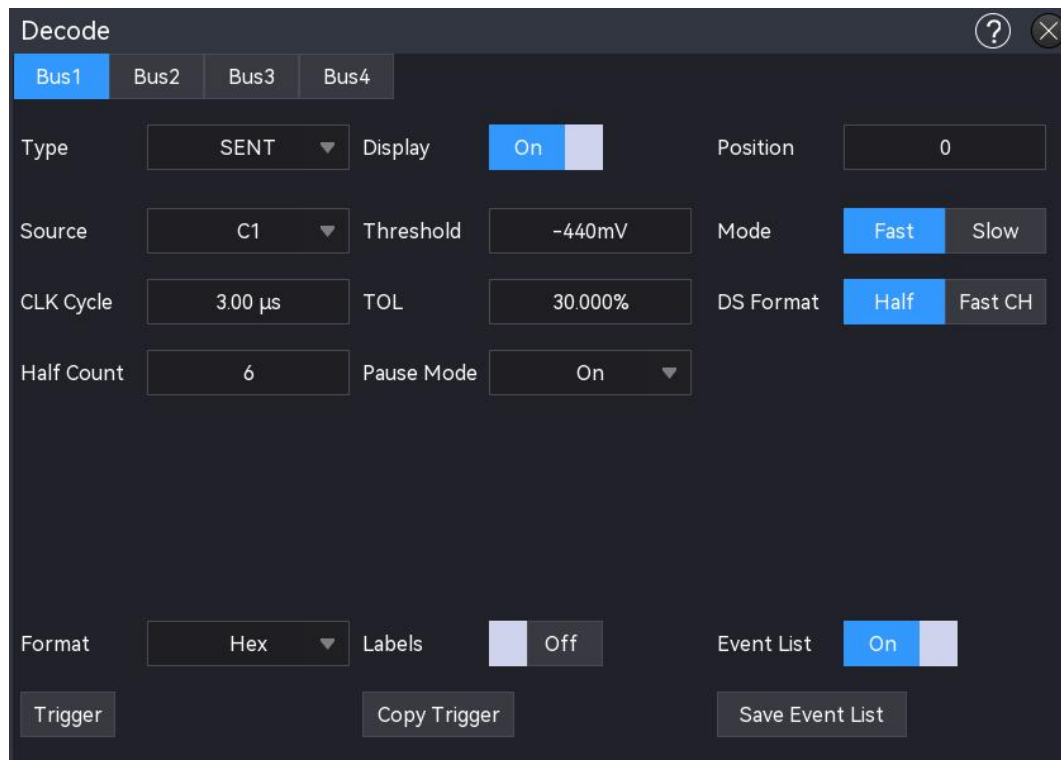 Decode ?
Bus1 Bus2 Bus3 Bus4
Type SENT Display On Position 0
Source C1 Threshold -440mV Mode Fast Slow
CLK Cycle 3.00 μs TOL 30.000% DS Format Half Fast CH
Half Count 6 Pause Mode On
Format Hex Labels Off Event List On
Trigger Copy Trigger Save Event List